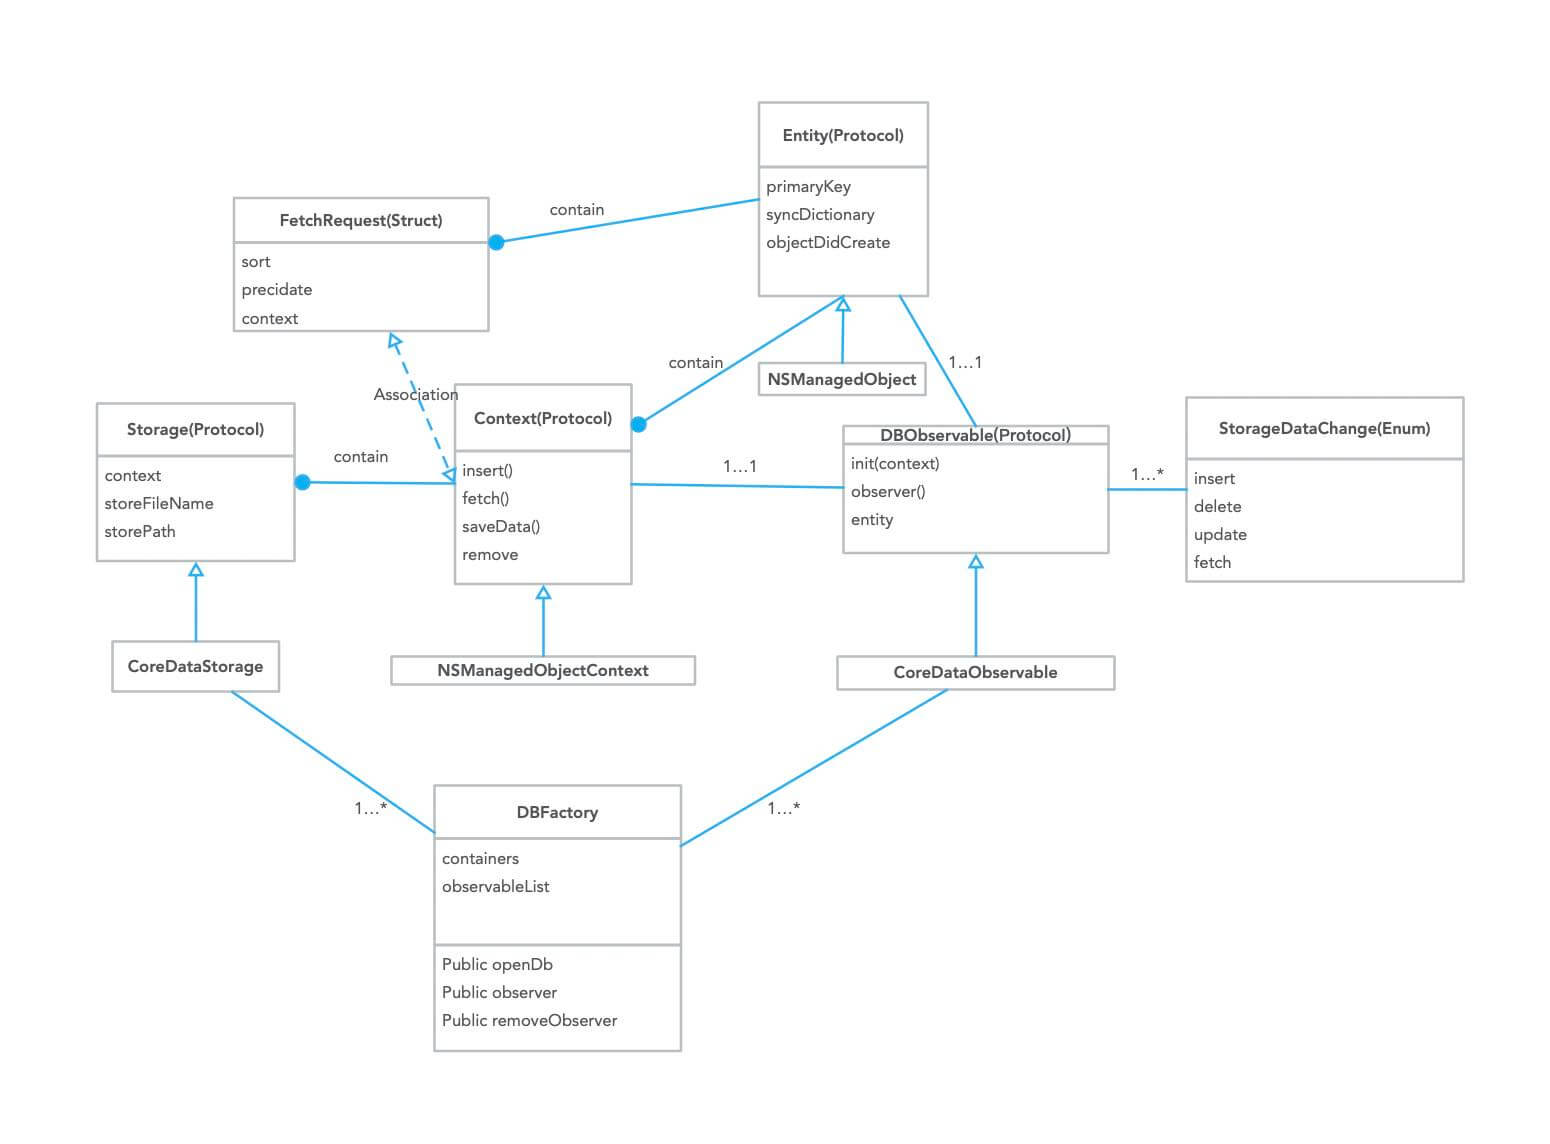 Entity(Protocol)
primaryKey
syncDictionary
objectDidCreate
FetchRequest(Struct)
sort
precidate
context
contain
contain
NSManagedObject
1...1
Association
Storage(Protocol)
context
storeFileName
storePath
contain
Context(Protocol)
insert()
fetch()
saveData()
remove
1...1
DBObservable(Protocol)
init(context)
observer()
entity
1...*
StorageDataChange(Enum)
insert
delete
update
fetch
CoreDataStorage
NSManagedObjectContext
CoreDataObservable
1...*
1...*
DBFactory
containers
observableList
Public openDb
Public observer
Public removeObserver